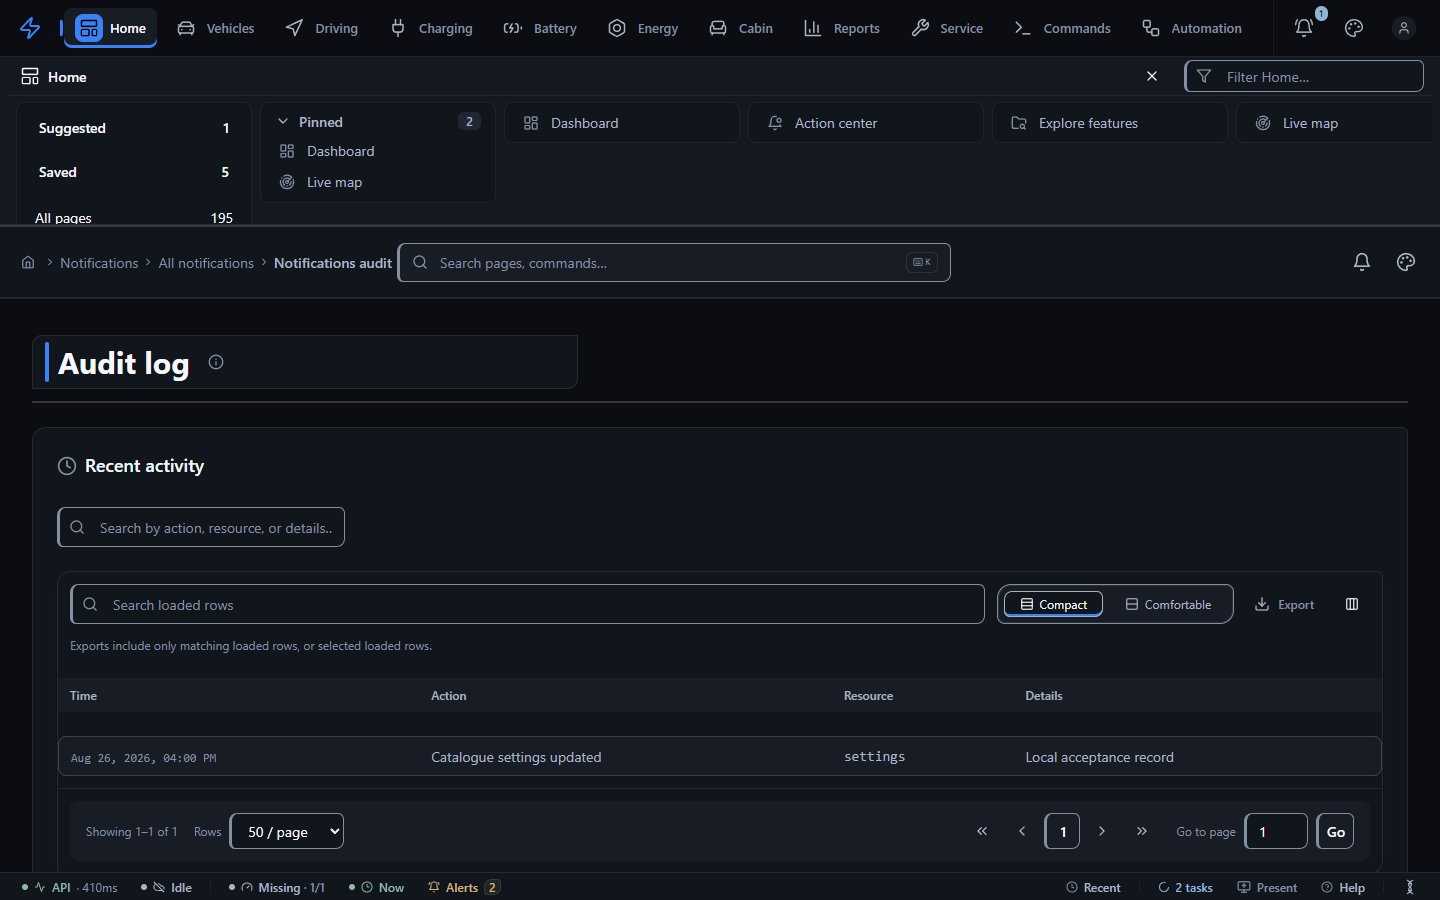 Home Vehicles Driving Charging Battery Energy Cabin Reports Service Commands Automation 1
Home Filter Home...
Suggested 1
Saved 5
All pages 195
Pinned 2
Dashboard
Live map
Dashboard
Action center
Explore features
Live map
Notifications All notifications Notifications audit Search pages, commands... K
Audit log
Recent activity
Search by action, resource, or details..
Search loaded rows Compact Comfortable Export
Exports include only matching loaded rows, or selected loaded rows.
Time Action Resource Details
Aug 26, 2026, 04:00 PM Catalogue settings updated settings Local acceptance record
Showing 1–1 of 1 Rows 50 / page « ‹ 1 › » Go to page 1 Go
API · 410ms Idle Missing · 1/1 Now Alerts 2 Recent 2 tasks Present Help